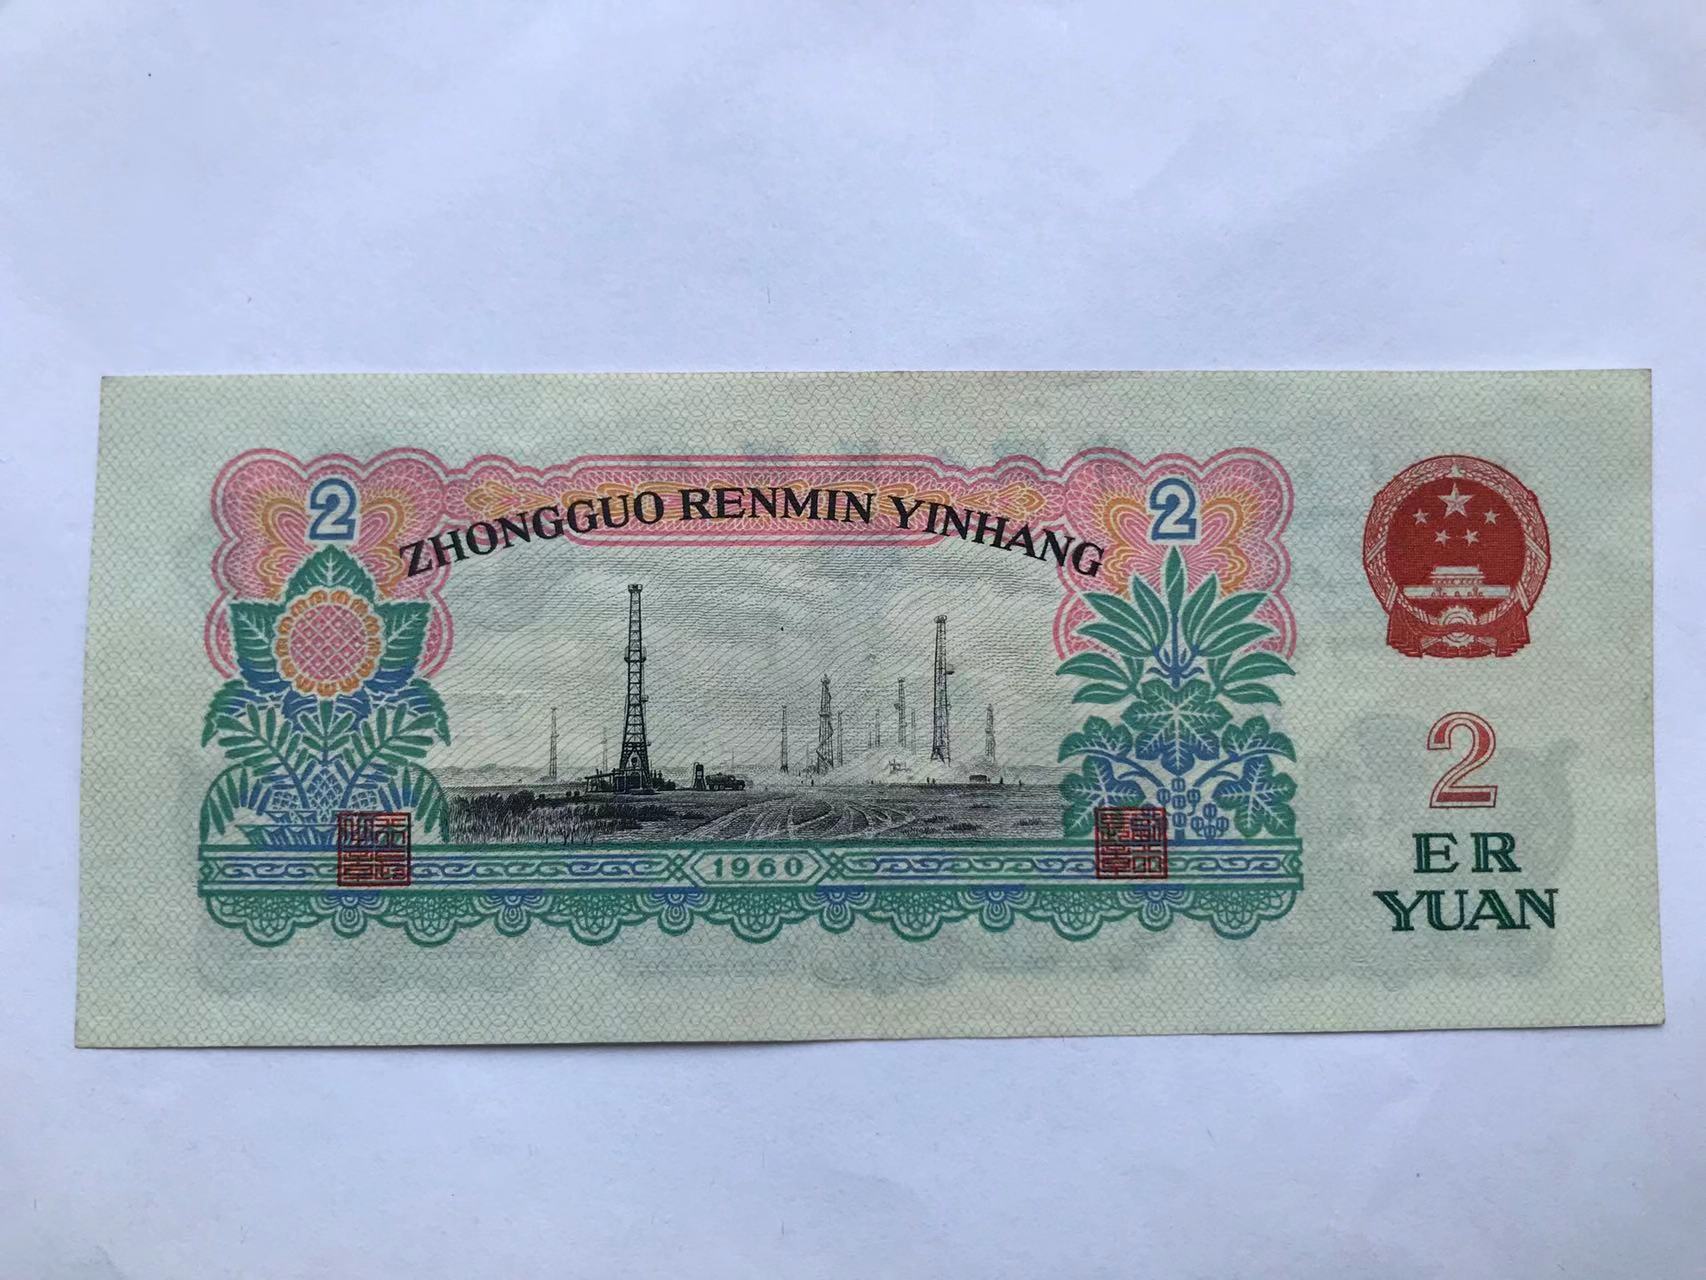 2
2
ZHONGGUO RENMIN YINHANG
2
ER
YUAN
1960